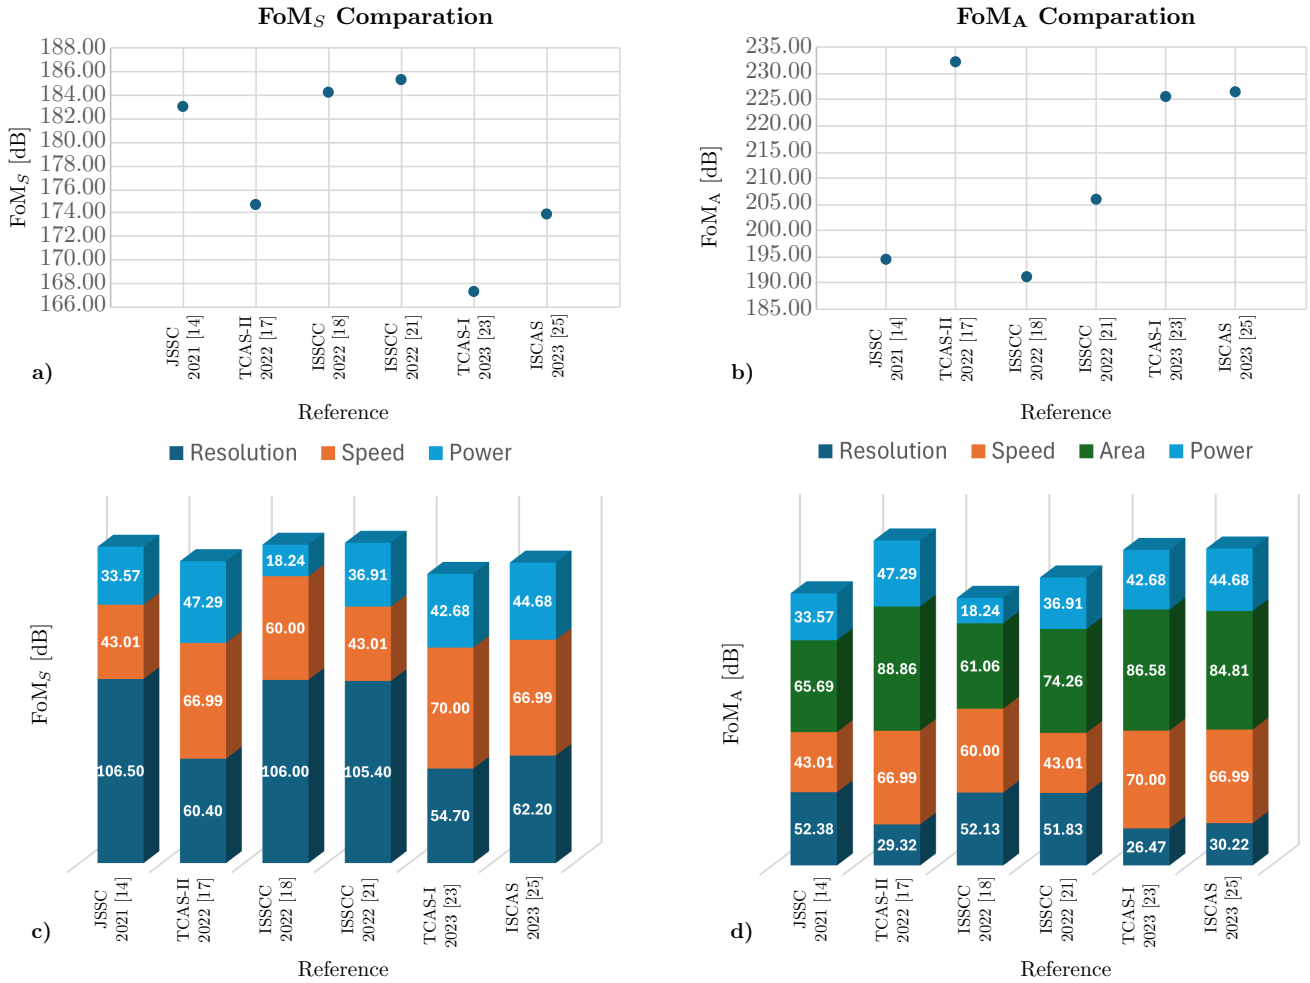 FoM_S Comparation
188.00
186.00
184.00
182.00
180.00
178.00
176.00
174.00
172.00
170.00
168.00
166.00
FoM_S [dB]
JSSC
2021 [14]
TCAS-II
2022 [17]
ISSCC
2022 [18]
ISSCC
2022 [21]
TCAS-I
2023 [23]
ISCAS
2023 [25]
a)
Reference
FoM_A Comparation
235.00
230.00
225.00
220.00
215.00
210.00
205.00
200.00
195.00
190.00
185.00
FoM_A [dB]
JSSC
2021 [14]
TCAS-II
2022 [17]
ISSCC
2022 [18]
ISSCC
2022 [21]
TCAS-I
2023 [23]
ISCAS
2023 [25]
b)
Reference
Resolution Speed Power
FoM_S [dB]
33.57
43.01
106.50
47.29
66.99
60.40
18.24
60.00
106.00
36.91
43.01
105.40
42.68
70.00
54.70
44.68
66.99
62.20
JSSC
2021 [14]
TCAS-II
2022 [17]
ISSCC
2022 [18]
ISSCC
2022 [21]
TCAS-I
2023 [23]
ISCAS
2023 [25]
c)
Reference
Resolution Speed Area Power
FoM_A [dB]
33.57
65.69
43.01
52.38
47.29
88.86
66.99
29.32
18.24
61.06
60.00
52.13
36.91
74.26
43.01
51.83
42.68
86.58
70.00
26.47
44.68
84.81
66.99
30.22
JSSC
2021 [14]
TCAS-II
2022 [17]
ISSCC
2022 [18]
ISSCC
2022 [21]
TCAS-I
2023 [23]
ISCAS
2023 [25]
d)
Reference